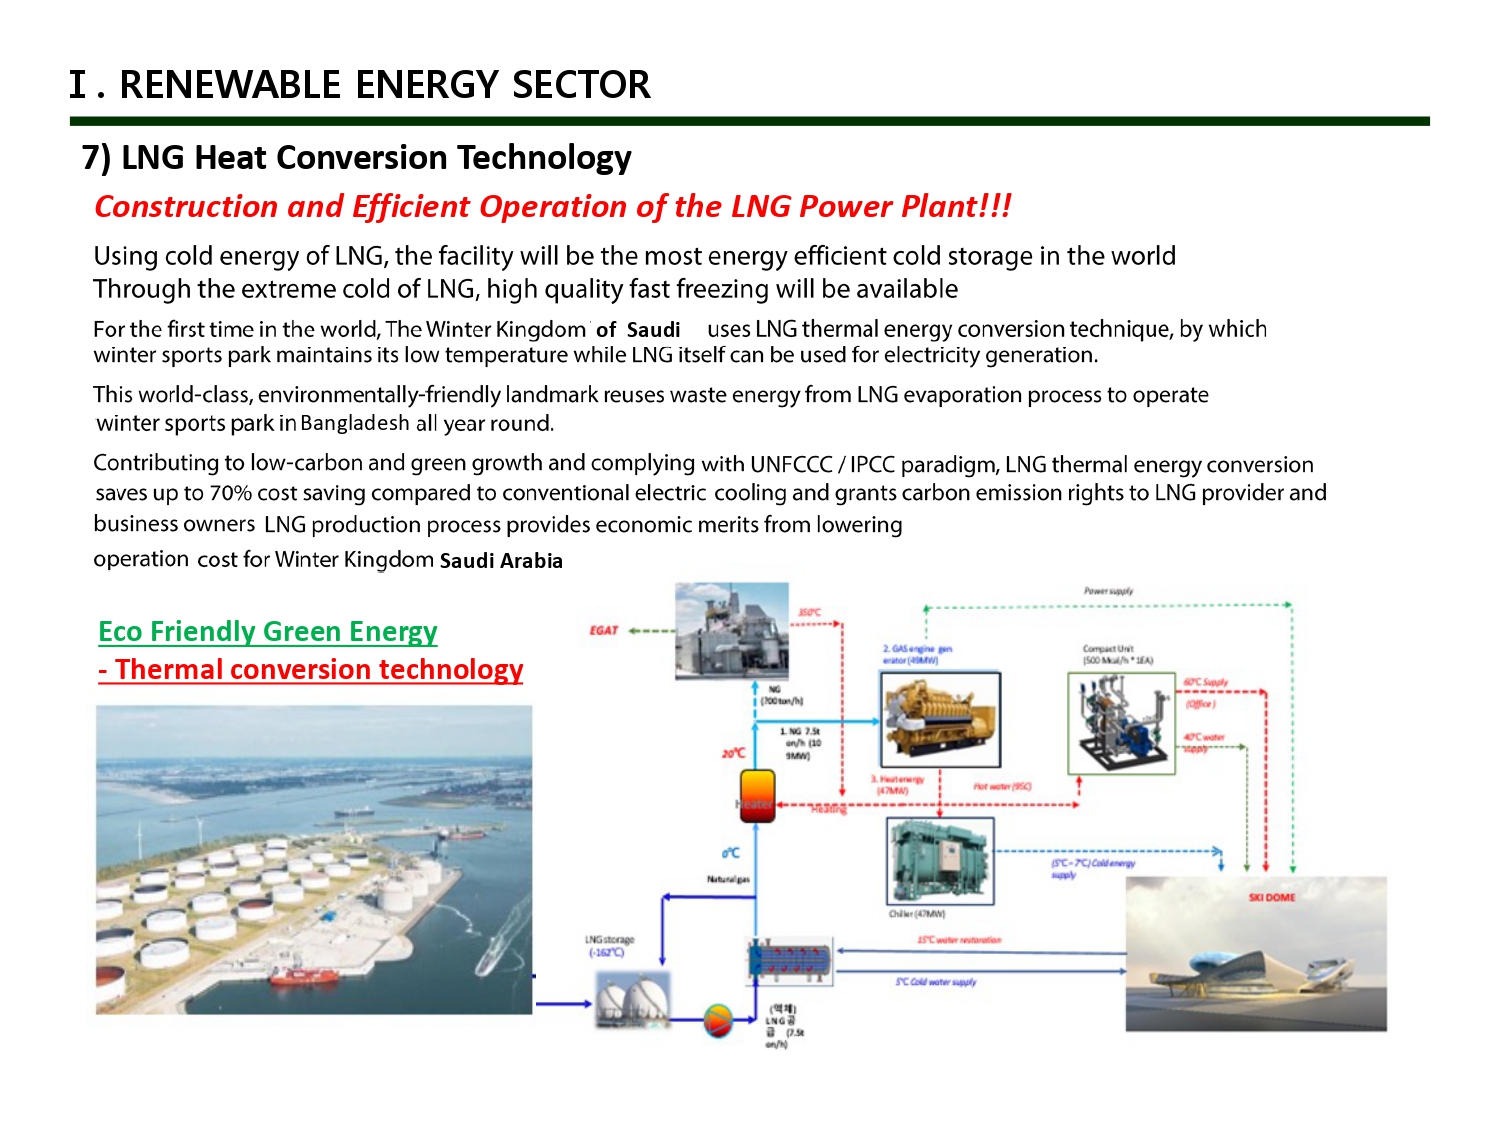 I . RENEWABLE ENERGY SECTOR
7) LNG Heat Conversion Technology
Construction and Efficient Operation of the LNG Power Plant!!!
Using cold energy of LNG, the facility will be the most energy efficient cold storage in the world
Through the extreme cold of LNG, high quality fast freezing will be available
For the first time in the world, The Winter Kingdom of Saudi uses LNG thermal energy conversion technique, by which
winter sports park maintains its low temperature while LNG itself can be used for electricity generation.
This world-class, environmentally-friendly landmark reuses waste energy from LNG evaporation process to operate
winter sports park in Bangladesh all year round.
Contributing to low-carbon and green growth and complying with UNFCCC / IPCC paradigm, LNG thermal energy conversion
saves up to 70% cost saving compared to conventional electric cooling and grants carbon emission rights to LNG provider and
business owners LNG production process provides economic merits from lowering
operation cost for Winter Kingdom Saudi Arabia
Eco Friendly Green Energy
- Thermal conversion technology
EGAT
350℃
Power supply
2. GAS engine gen
erator (49MW)
Compact Unit
(500 Mcal/h * 1EA)
NG
(700ton/h)
60℃ Supply
(Office)
1. NG 7.5t
on/h (10
9MW)
40℃ water
supply
20℃
3. Heat energy
(47MW)
Hot water (95C)
Heater
Heating
0℃
(5℃~7℃) Cold energy
supply
Natural gas
SKI DOME
Chiller (47MW)
LNG storage
(-162℃)
15℃ water restoration
5℃ Cold water supply
(액체)
LNG 공
급 (7.5t
on/h)